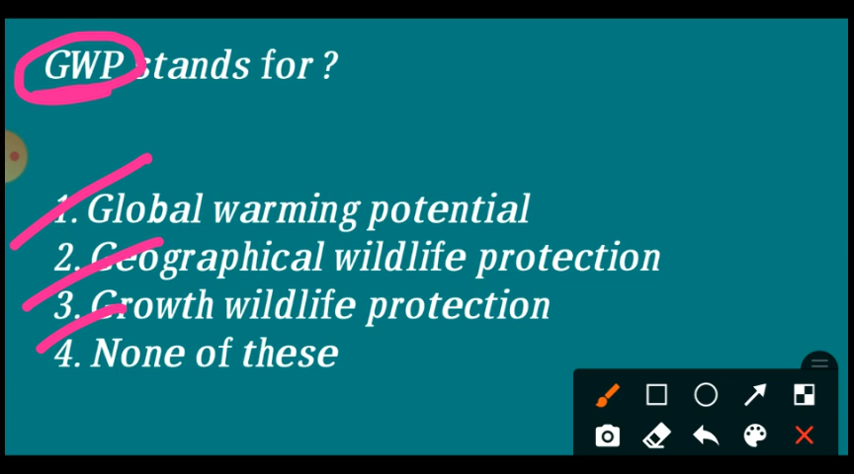 GWP stands for ?
1. Global warming potential
2. Geographical wildlife protection
3. Growth wildlife protection
4. None of these